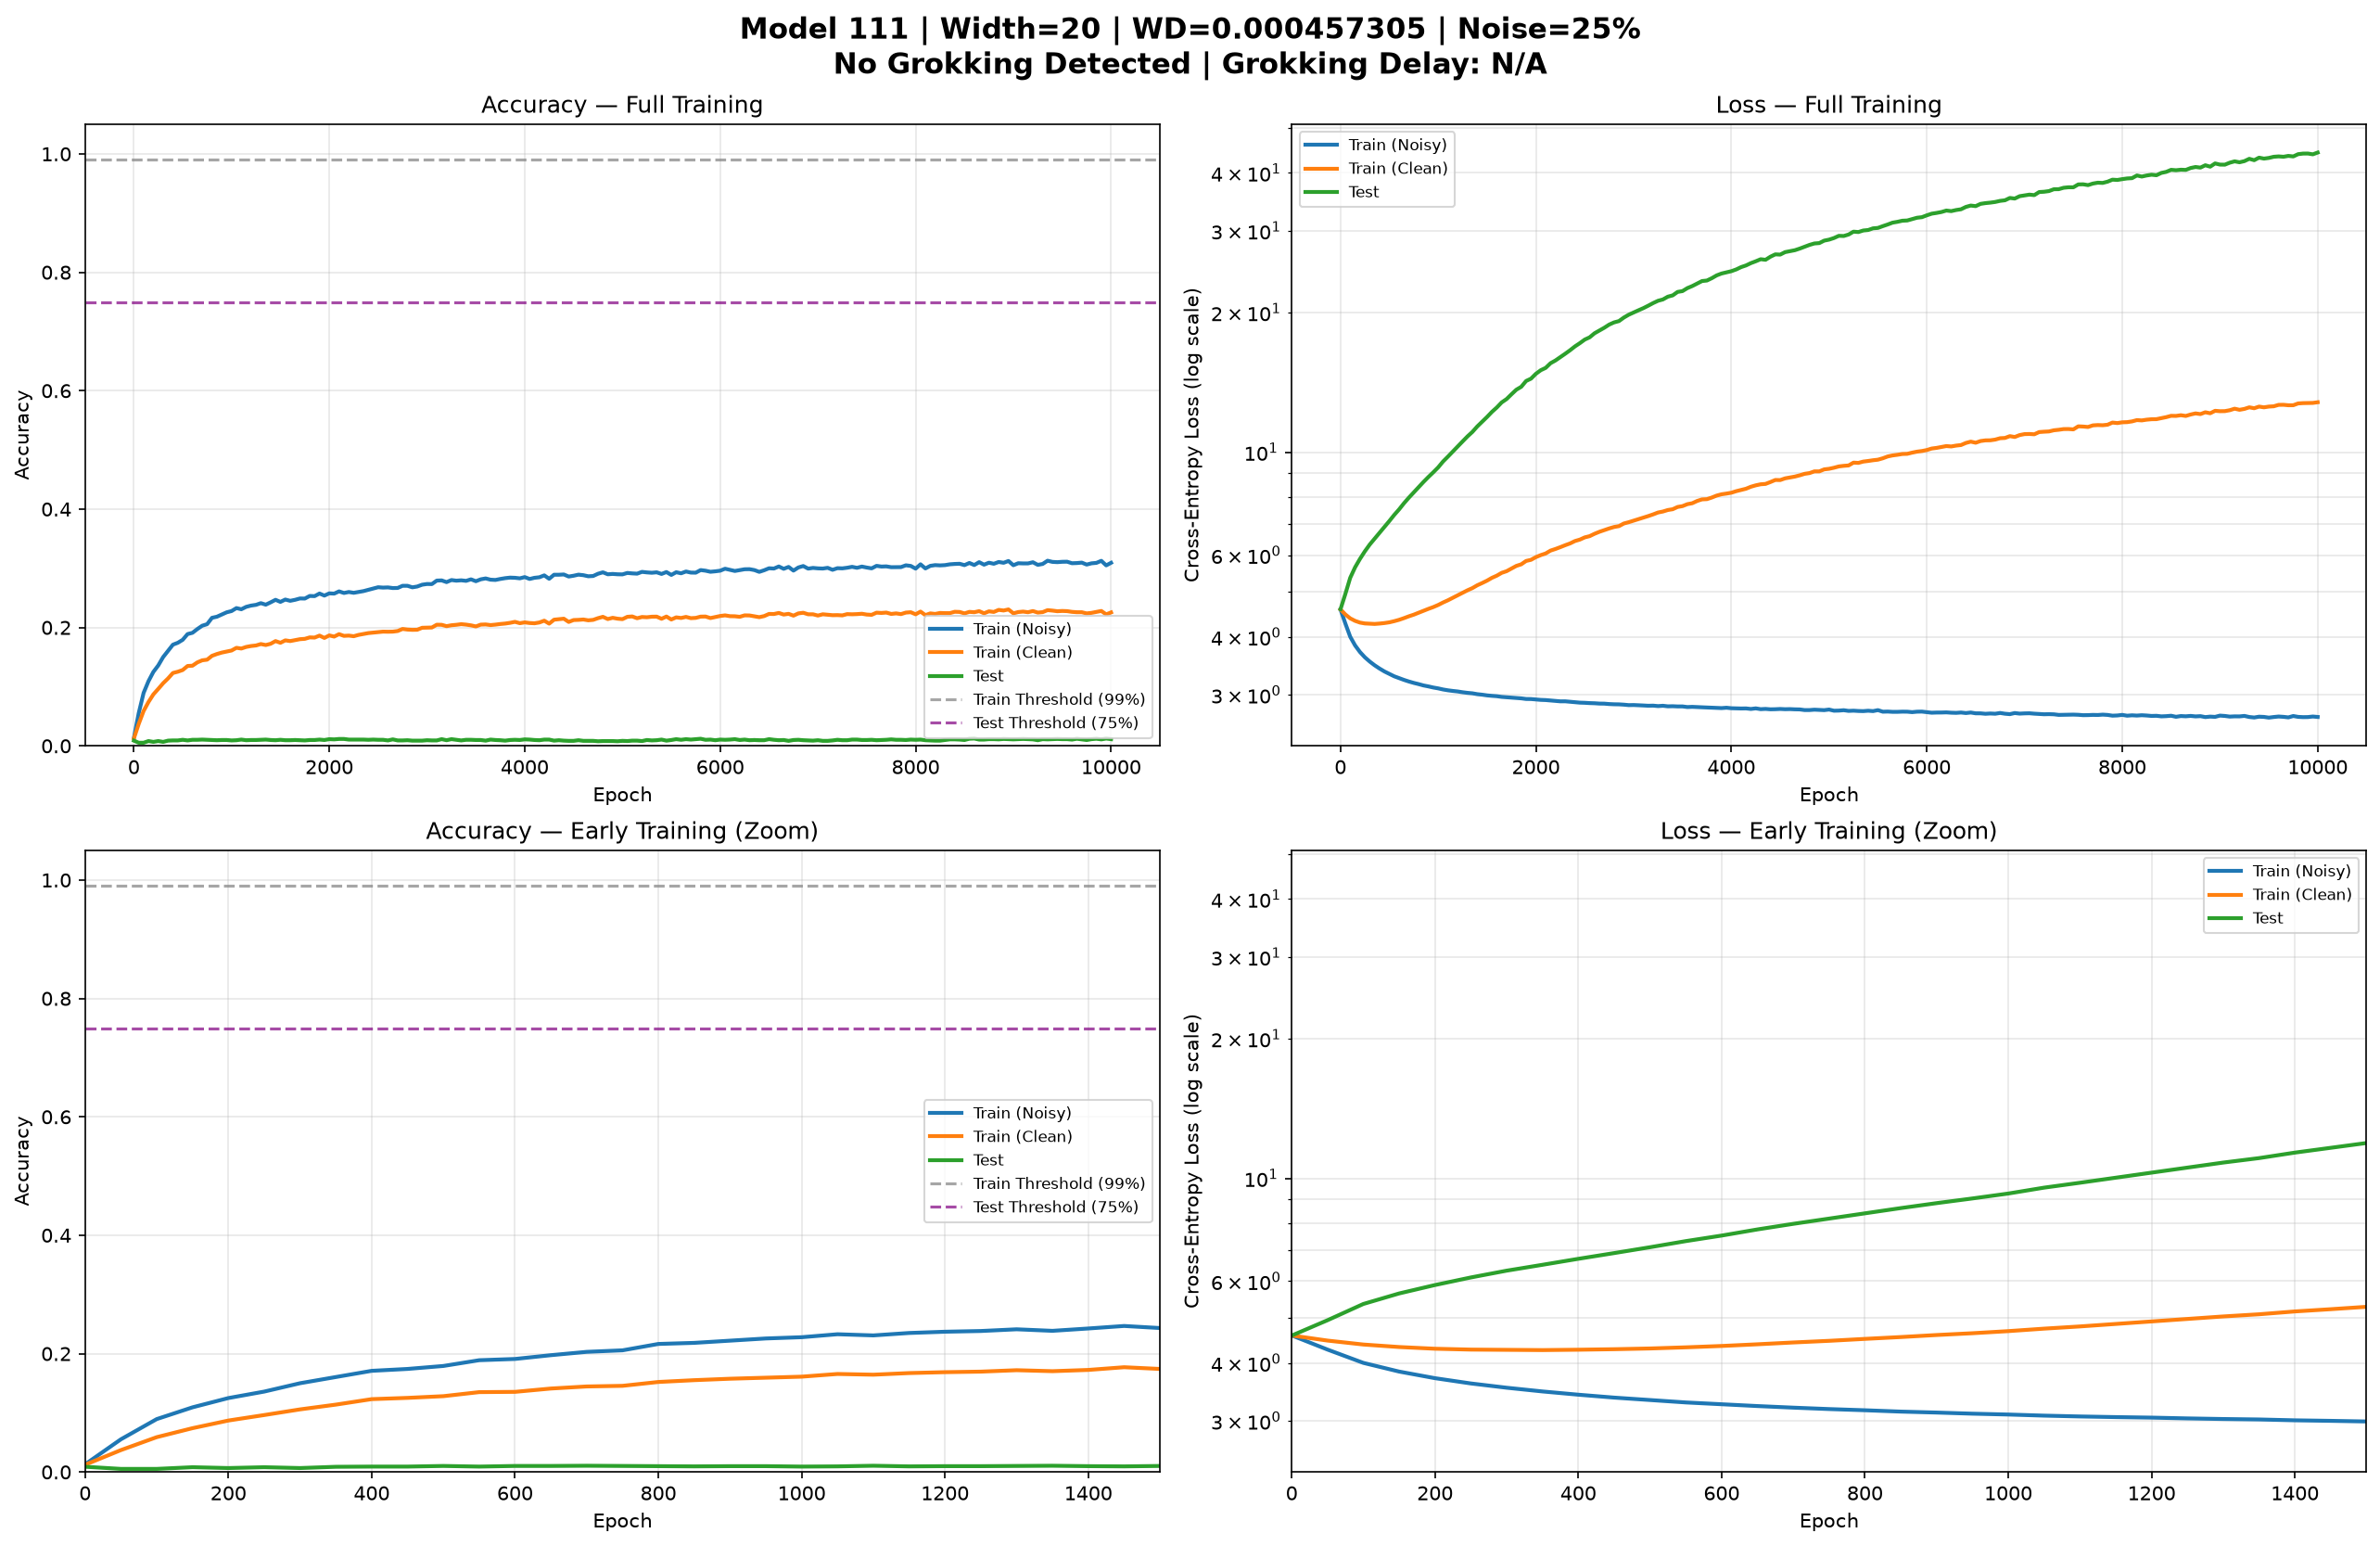 Model 111 | Width=20 | WD=0.000457305 | Noise=25%
No Grokking Detected | Grokking Delay: N/A
Accuracy — Full Training
1.0
0.8
0.6
0.4
0.2
0.0
Accuracy
0 2000 4000 6000 8000 10000
Epoch
Train (Noisy)
Train (Clean)
Test
Train Threshold (99%)
Test Threshold (75%)
Loss — Full Training
4 × 10¹
3 × 10¹
2 × 10¹
10¹
6 × 10⁰
4 × 10⁰
3 × 10⁰
Cross-Entropy Loss (log scale)
0 2000 4000 6000 8000 10000
Epoch
Train (Noisy)
Train (Clean)
Test
Accuracy — Early Training (Zoom)
1.0
0.8
0.6
0.4
0.2
0.0
Accuracy
0 200 400 600 800 1000 1200 1400
Epoch
Train (Noisy)
Train (Clean)
Test
Train Threshold (99%)
Test Threshold (75%)
Loss — Early Training (Zoom)
4 × 10¹
3 × 10¹
2 × 10¹
10¹
6 × 10⁰
4 × 10⁰
3 × 10⁰
Cross-Entropy Loss (log scale)
0 200 400 600 800 1000 1200 1400
Epoch
Train (Noisy)
Train (Clean)
Test